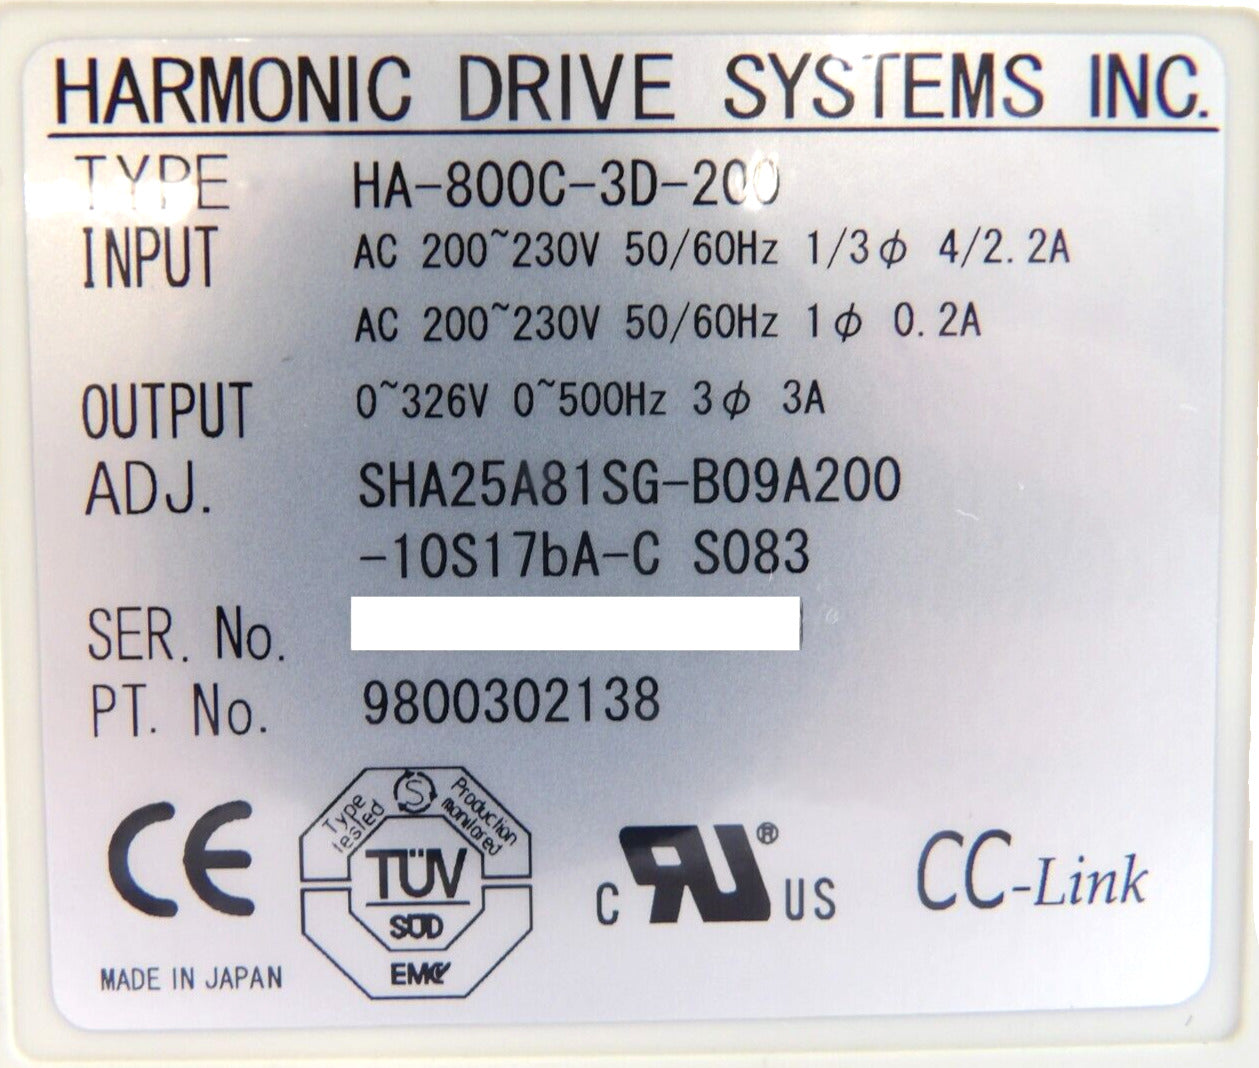 HARMONIC DRIVE SYSTEMS INC.
TYPE HA-800C-3D-200
INPUT AC 200~230V 50/60Hz 1/3φ 4/2.2A
AC 200~230V 50/60Hz 1φ 0.2A
OUTPUT 0~326V 0~500Hz 3φ 3A
ADJ. SHA25A81SG-B09A200
-10S17bA-C S083
SER. No.
PT. No. 9800302138
CE
Type tested
S
Production monitored
TÜV
SÜD
EMC
c RU ® US
CC-Link
MADE IN JAPAN